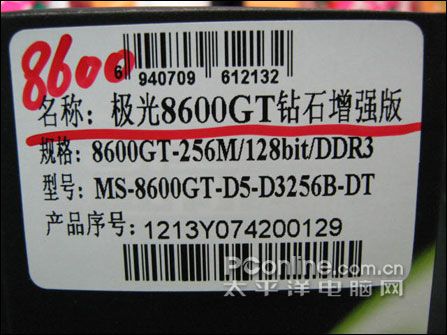 8600
6 940709 612132
名称: 极光8600GT钻石增强版
规格: 8600GT-256M/128bit/DDR3
型号: MS-8600GT-D5-D3256B-DT
产品序号: 1213Y074200129
PConline.com.cn
太平洋电脑网